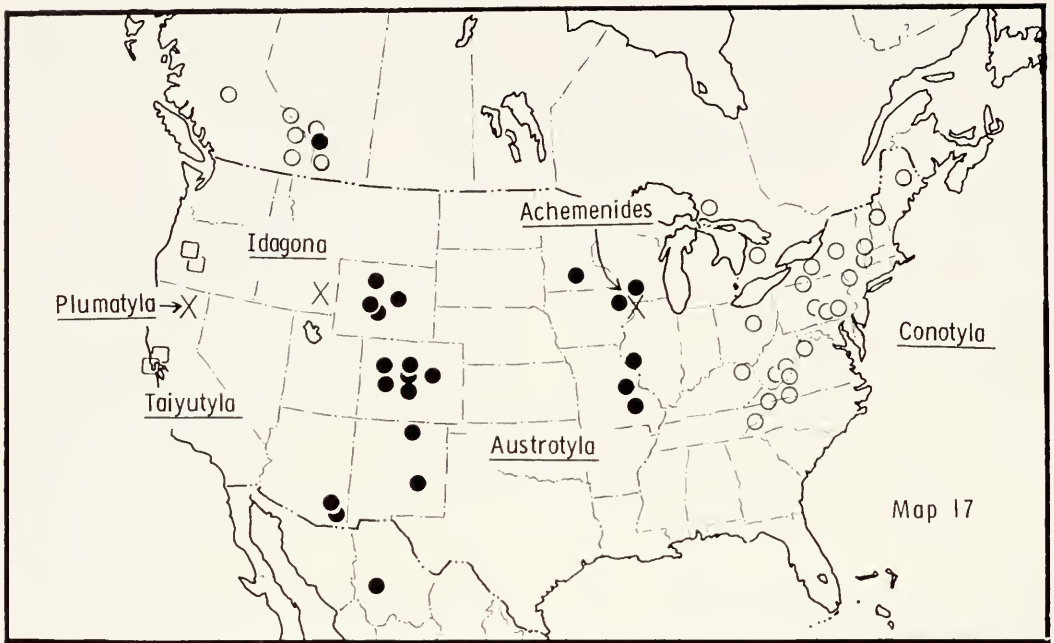 Achemenides
Idagona
Plumatyla
Conotyla
Taiyutyla
Austrotyla
Map 17